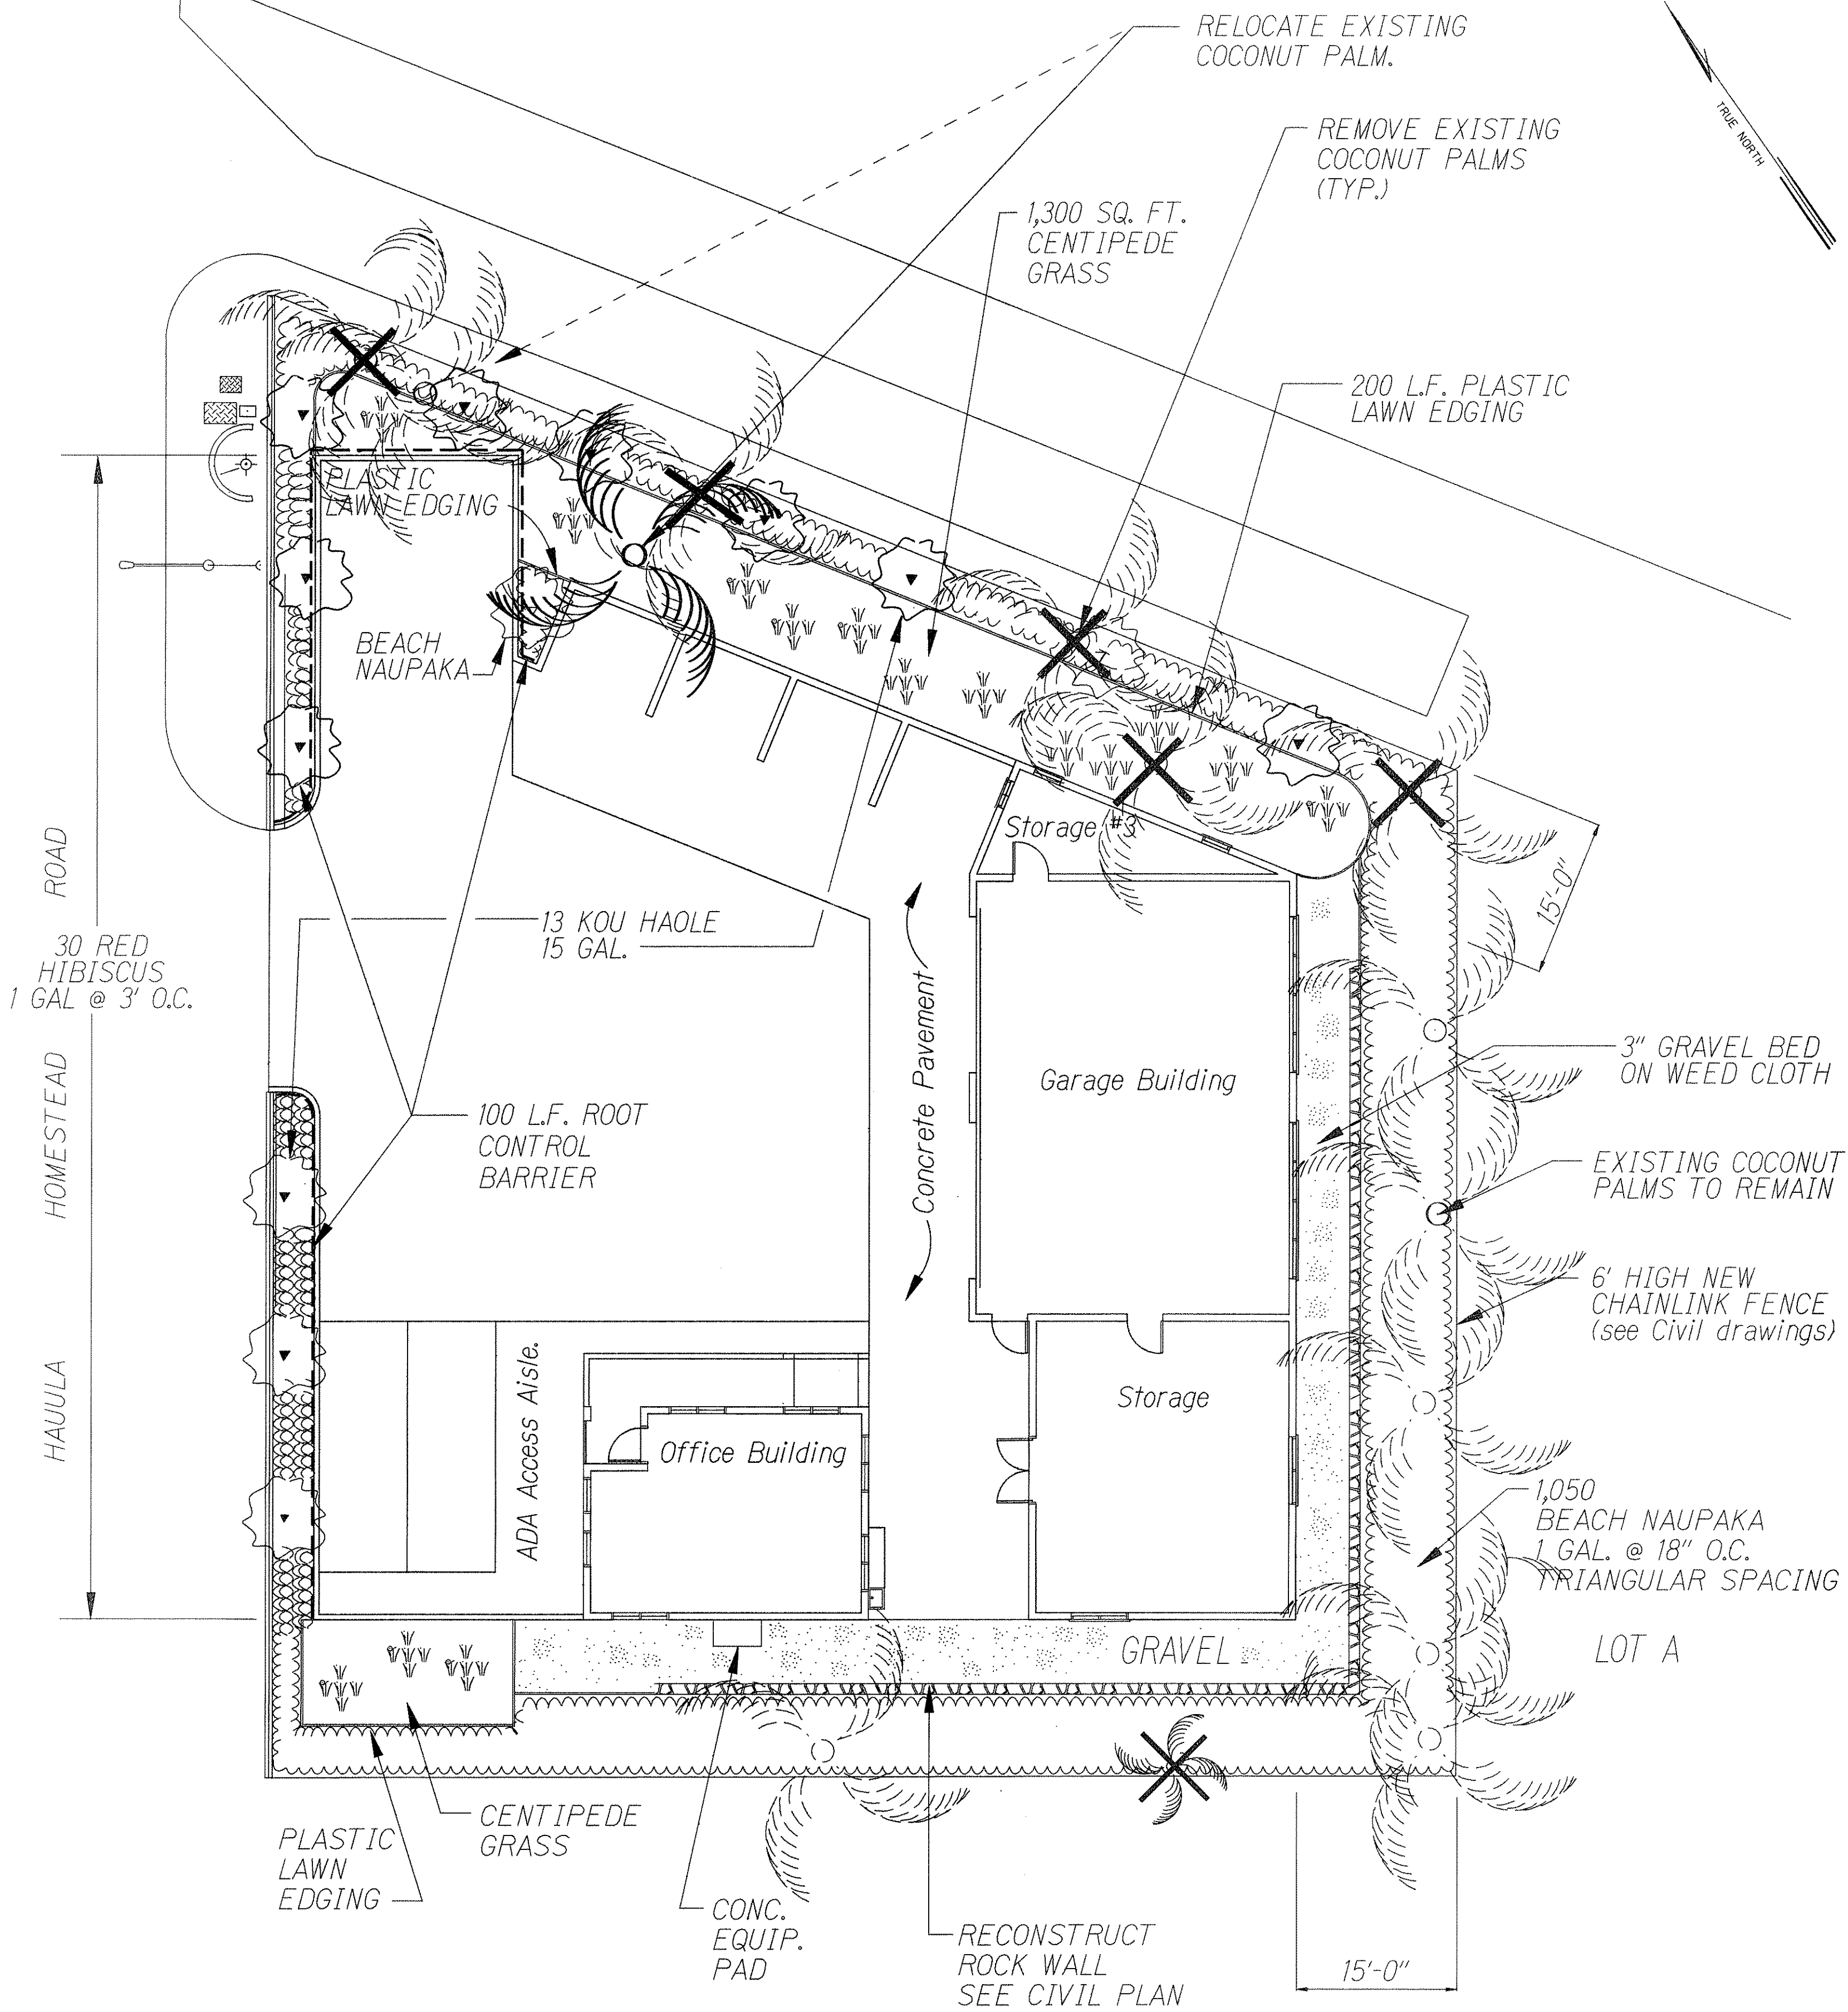 RELOCATE EXISTING
COCONUT PALM.
TRUE NORTH
REMOVE EXISTING
COCONUT PALMS
(TYP.)
1,300 SQ. FT.
CENTIPEDE
GRASS
200 L.F. PLASTIC
LAWN EDGING
PLASTIC
LAWN EDGING
BEACH
NAUPAKA
Storage #3
15'-0"
13 KOU HAOLE
15 GAL.
30 RED
HIBISCUS
1 GAL @ 3' O.C.
HAUULA HOMESTEAD ROAD
Concrete Pavement
Garage Building
3" GRAVEL BED
ON WEED CLOTH
100 L.F. ROOT
CONTROL
BARRIER
EXISTING COCONUT
PALMS TO REMAIN
6' HIGH NEW
CHAINLINK FENCE
(see Civil drawings)
ADA Access Aisle.
Storage
Office Building
1,050
BEACH NAUPAKA
1 GAL. @ 18" O.C.
TRIANGULAR SPACING
GRAVEL
LOT A
CENTIPEDE
GRASS
PLASTIC
LAWN
EDGING
CONC.
EQUIP.
PAD
RECONSTRUCT
ROCK WALL
SEE CIVIL PLAN
15'-0"